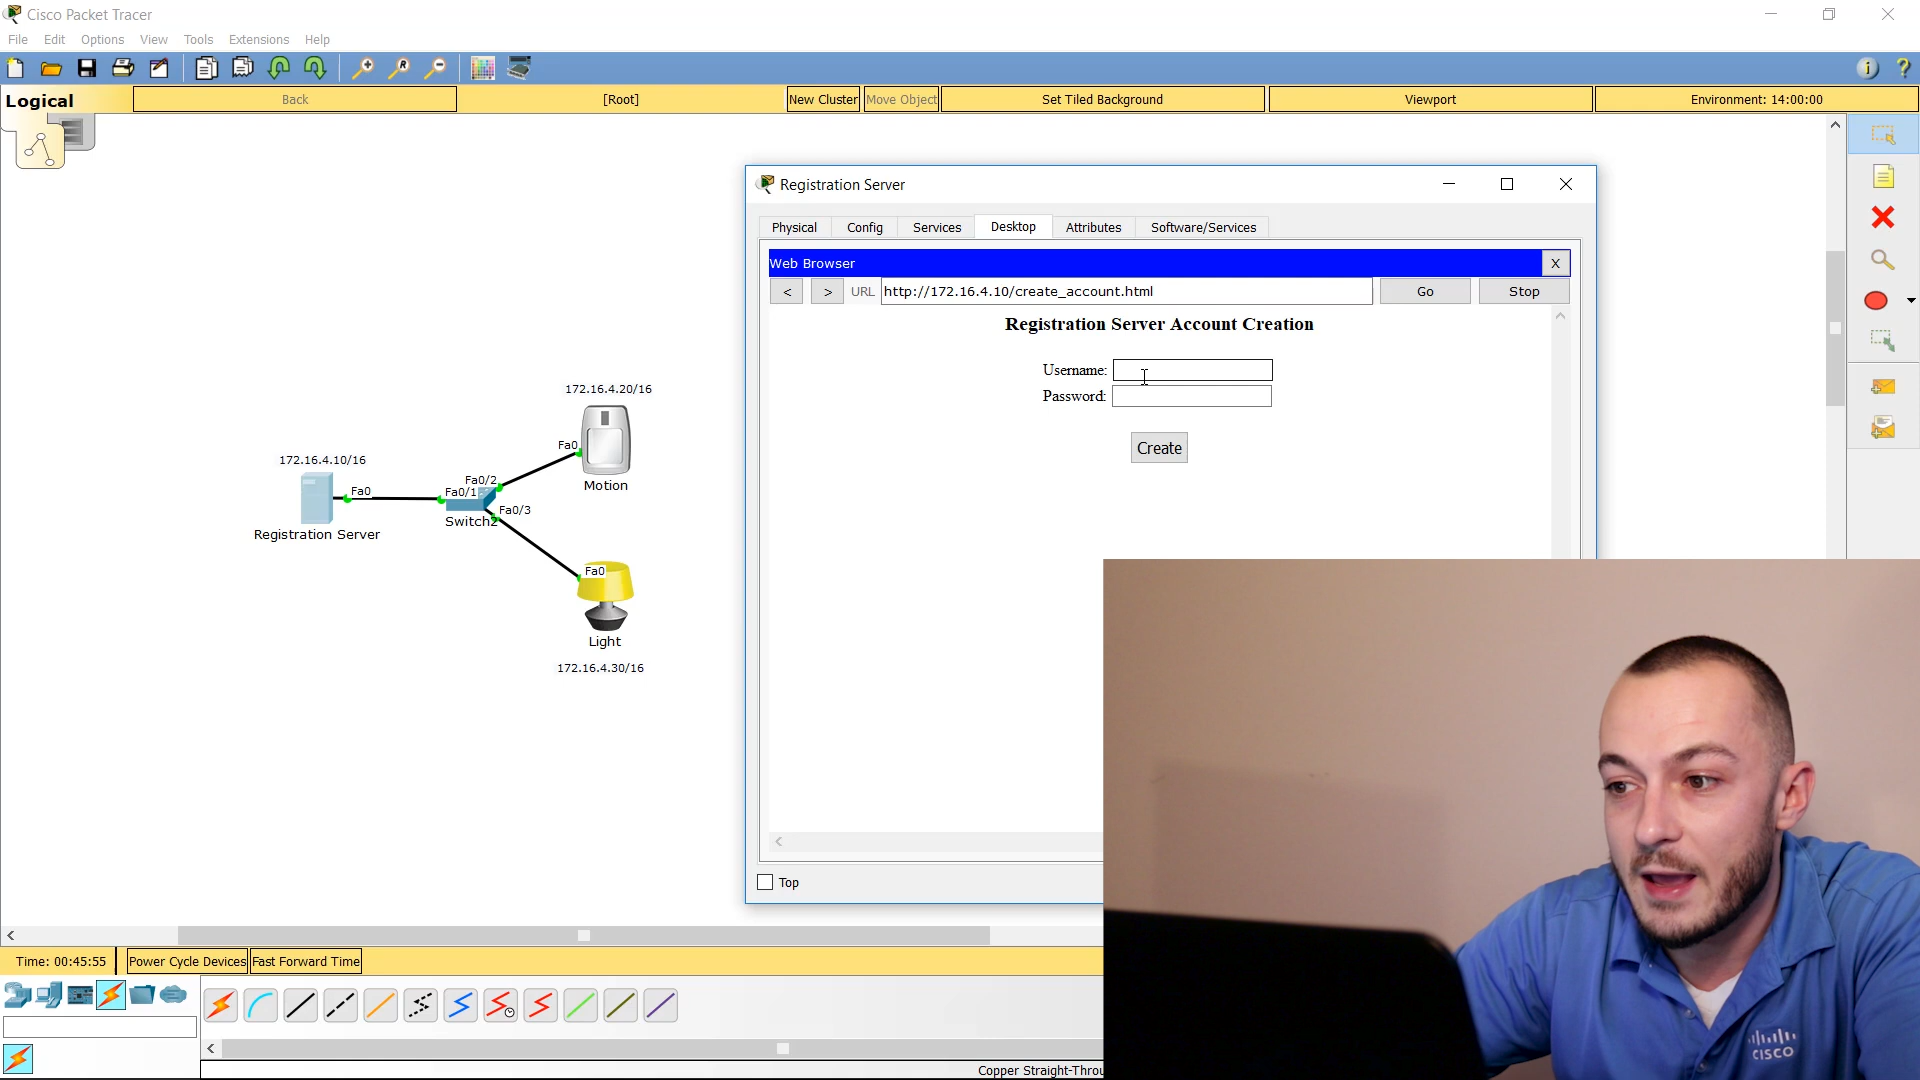 Cisco Packet Tracer
File Edit Options View Tools Extensions Help
Logical
Back
[Root]
New Cluster
Move Object
Set Tiled Background
Viewport
Environment: 14:00:00
Registration Server
Physical Config Services Desktop Attributes Software/Services
Web Browser
X
< > URL http://172.16.4.10/create_account.html Go Stop
Registration Server Account Creation
Username:
Password:
Create
Top
172.16.4.20/16
Fa0
Motion
172.16.4.10/16
Fa0
Registration Server
Fa0/2
Fa0/1
Fa0/3
Switch2
Fa0
Light
172.16.4.30/16
Time: 00:45:55
Power Cycle Devices
Fast Forward Time
Copper Straight-Throu
CISCO